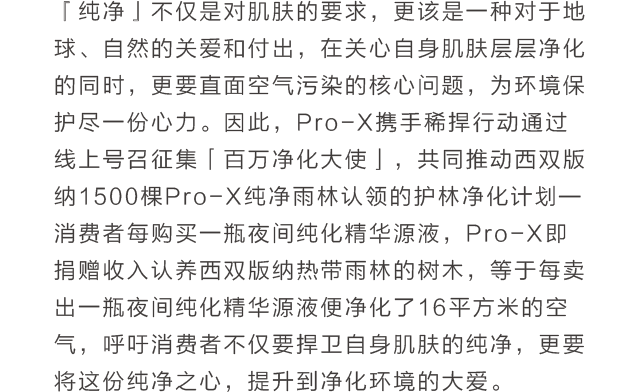 「纯净」不仅是对肌肤的要求，更该是一种对于地
球、自然的关爱和付出，在关心自身肌肤层层净化
的同时，更要直面空气污染的核心问题，为环境保
护尽一份心力。因此，Pro-X携手稀捍行动通过
线上号召征集「百万净化大使」，共同推动西双版
纳1500棵Pro-X纯净雨林认领的护林净化计划—
消费者每购买一瓶夜间纯化精华源液，Pro-X即
捐赠收入认养西双版纳热带雨林的树木，等于每卖
出一瓶夜间纯化精华源液便净化了16平方米的空
气，呼吁消费者不仅要捍卫自身肌肤的纯净，更要
将这份纯净之心，提升到净化环境的大爱。